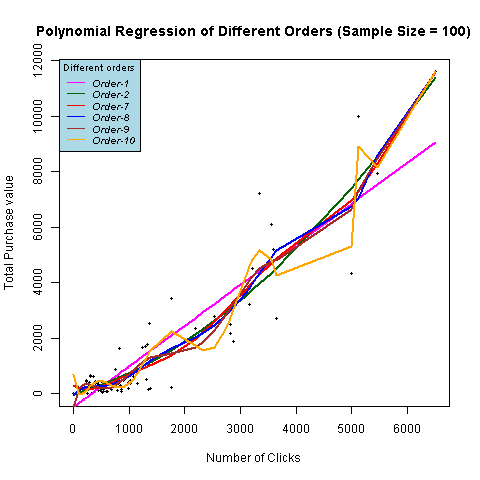 Polynomial Regression of Different Orders (Sample Size = 100)
Different orders
Order-1
Order-2
Order-7
Order-8
Order-9
Order-10
Total Purchase value
0
2000
4000
6000
8000
10000
12000
0
1000
2000
3000
4000
5000
6000
Number of Clicks